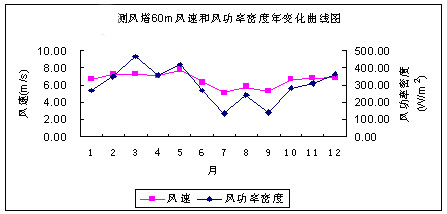 测风塔60m风速和风功率密度年变化曲线图
10.00
8.00
6.00
4.00
2.00
0.00
风速(m/s)
500.00
400.00
300.00
200.00
100.00
0.00
风功率密度
(W/m²)
1 2 3 4 5 6 7 8 9 10 11 12
月
风速 风功率密度